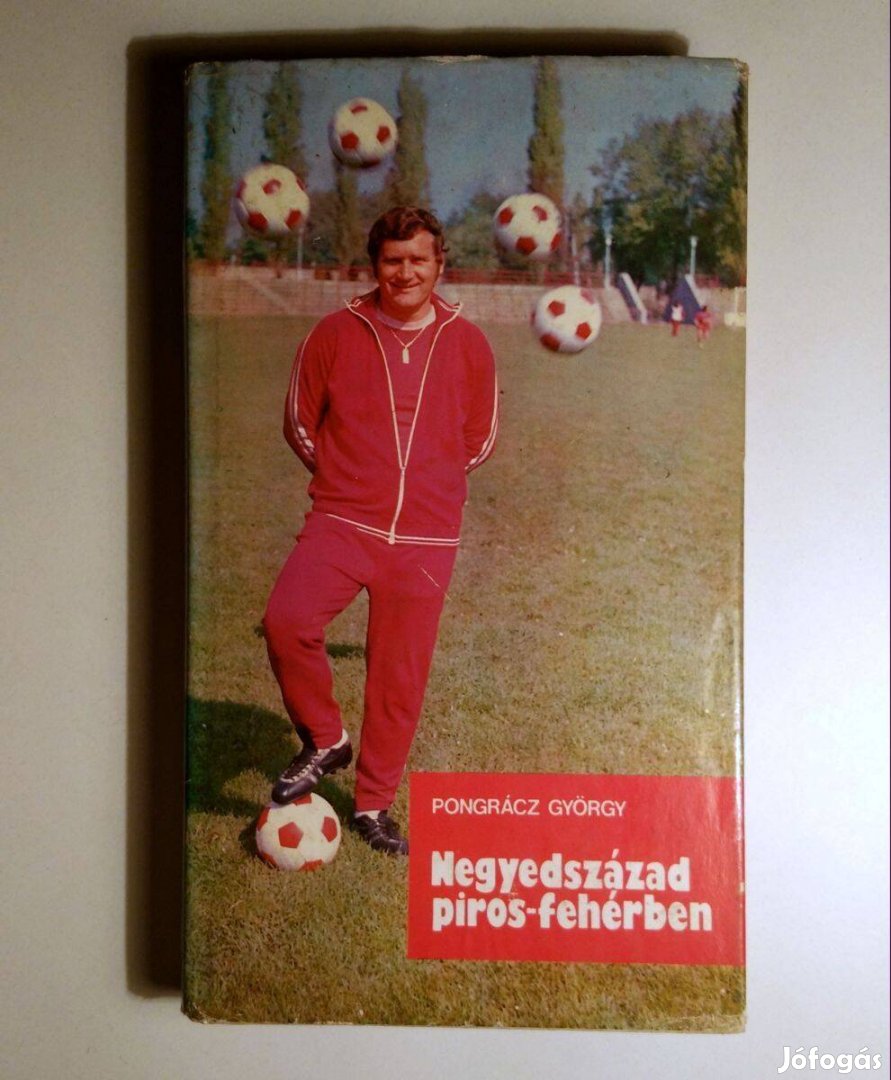 PONGRÁCZ GYÖRGY
Negyedszázad
piros-fehérben
Jófogás